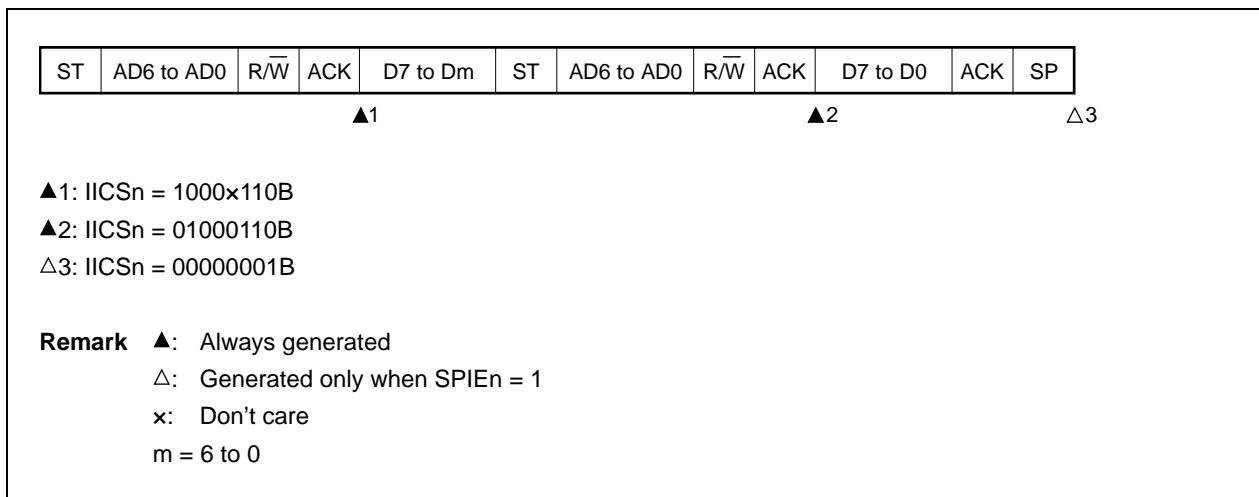 ST AD6 to AD0 R/W̅ ACK D7 to Dm ST AD6 to AD0 R/W̅ ACK D7 to D0 ACK SP
▲1 ▲2 △3
▲1: IICSn = 1000×110B
▲2: IICSn = 01000110B
△3: IICSn = 00000001B
Remark ▲: Always generated
△: Generated only when SPIEn = 1
×: Don't care
m = 6 to 0